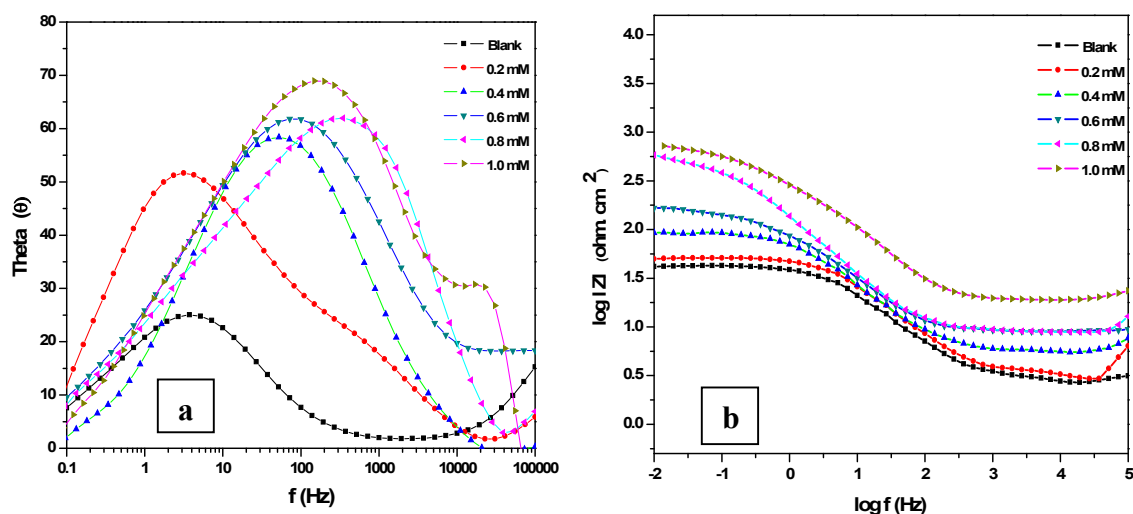 80
70
60
50
40
30
20
10
0
Theta (θ)
0.1 1 10 100 1000 10000 100000
f (Hz)
Blank
0.2 mM
0.4 mM
0.6 mM
0.8 mM
1.0 mM
a
4.0
3.5
3.0
2.5
2.0
1.5
1.0
0.5
0.0
log |Z| (ohm. cm²)
-2 -1 0 1 2 3 4 5
log f (Hz)
Blank
0.2 mM
0.4 mM
0.6 mM
0.8 mM
1.0 mM
b